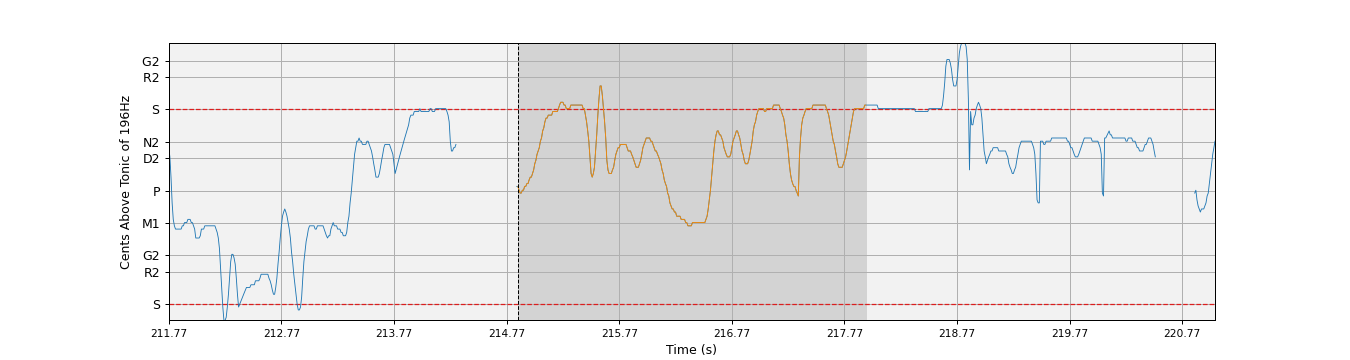 Cents Above Tonic of 196Hz
G2
R2
S
N2
D2
P
M1
G2
R2
S
211.77 212.77 213.77 214.77 215.77 216.77 217.77 218.77 219.77 220.77
Time (s)